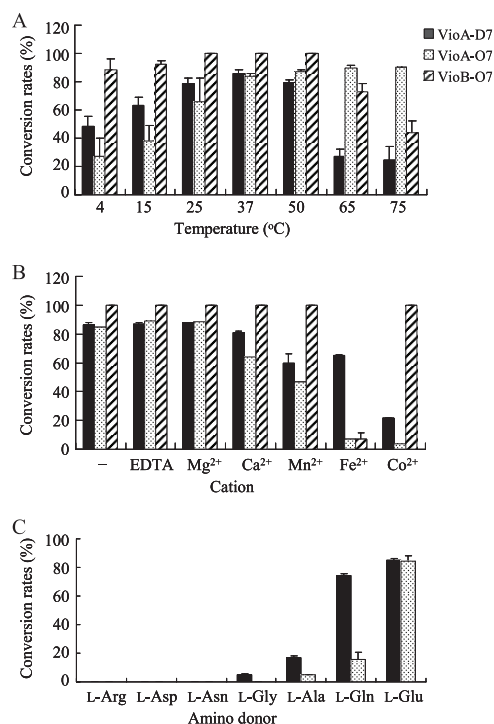 A
Conversion rates (%)
120
100
80
60
40
20
0
VioA-D7
VioA-O7
VioB-O7
4 15 25 37 50 65 75
Temperature (°C)
B
Conversion rates (%)
120
100
80
60
40
20
0
– EDTA Mg2+ Ca2+ Mn2+ Fe2+ Co2+
Cation
C
Conversion rates (%)
100
80
60
40
20
0
L-Arg L-Asp L-Asn L-Gly L-Ala L-Gln L-Glu
Amino donor